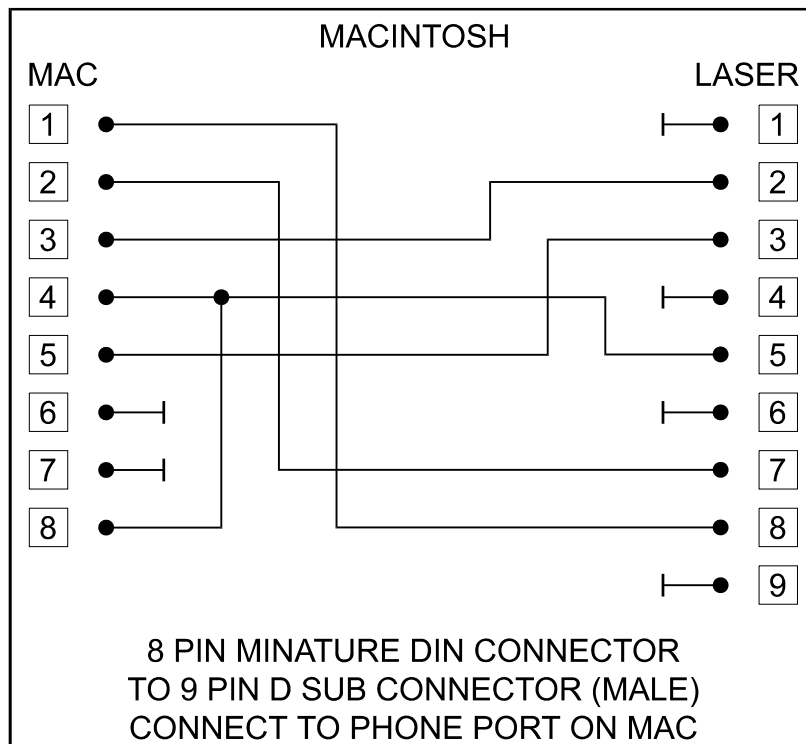 MACINTOSH
MAC LASER
1 1
2 2
3 3
4 4
5 5
6 6
7 7
8 8
9
8 PIN MINATURE DIN CONNECTOR
TO 9 PIN D SUB CONNECTOR (MALE)
CONNECT TO PHONE PORT ON MAC